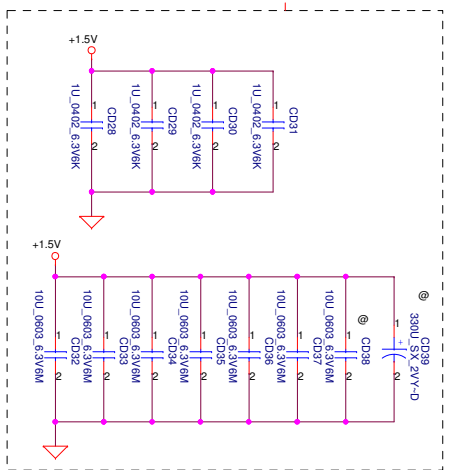 +1.5V
1U_0402_6.3V6K
1
CD28
2
1U_0402_6.3V6K
1
CD29
2
1U_0402_6.3V6K
1
CD30
2
1U_0402_6.3V6K
1
CD31
2
+1.5V
10U_0603_6.3V6M
1
CD32
2
10U_0603_6.3V6M
1
CD33
2
10U_0603_6.3V6M
1
CD34
2
10U_0603_6.3V6M
1
CD35
2
10U_0603_6.3V6M
1
CD36
2
10U_0603_6.3V6M
1
CD37
2
@
10U_0603_6.3V6M
1
CD38
2
@
330U_SX_2VY~D
1
+
CD39
2